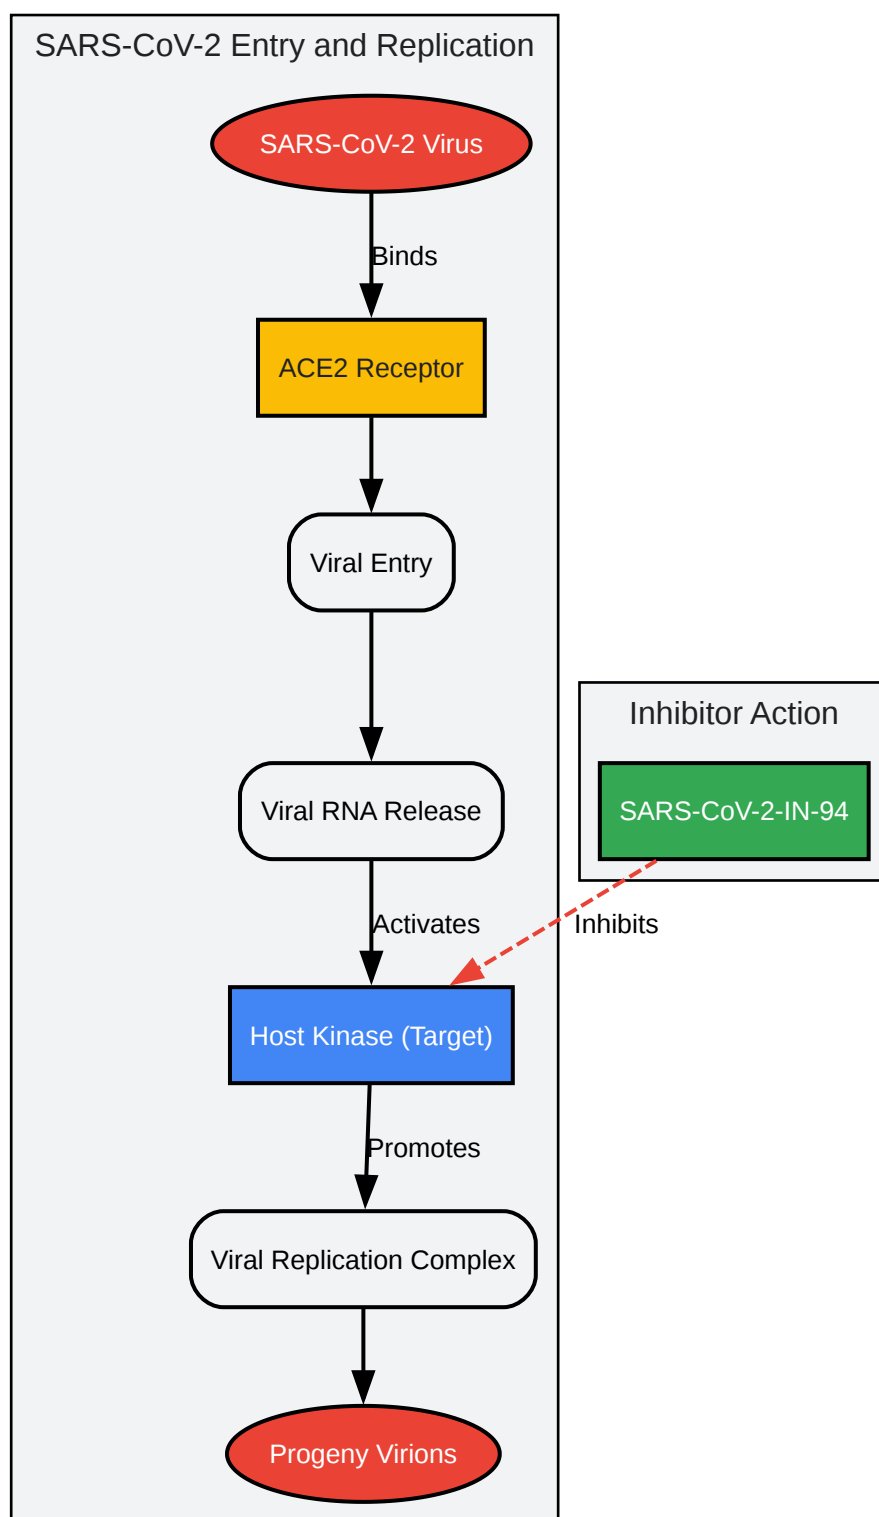 SARS-CoV-2 Entry and Replication
SARS-CoV-2 Virus
Binds
ACE2 Receptor
Viral Entry
Viral RNA Release
Inhibitor Action
SARS-CoV-2-IN-94
Activates
Inhibits
Host Kinase (Target)
Promotes
Viral Replication Complex
Progeny Virions